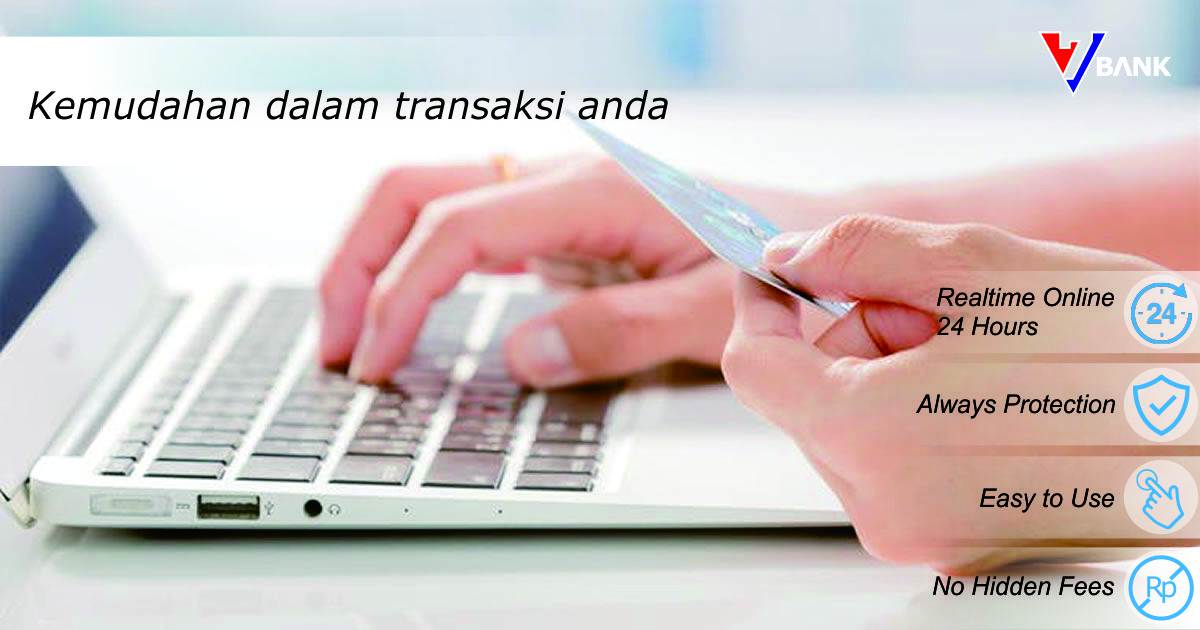 BANK
Kemudahan dalam transaksi anda
Realtime Online
24 Hours
24
Always Protection
Easy to Use
No Hidden Fees
Rp